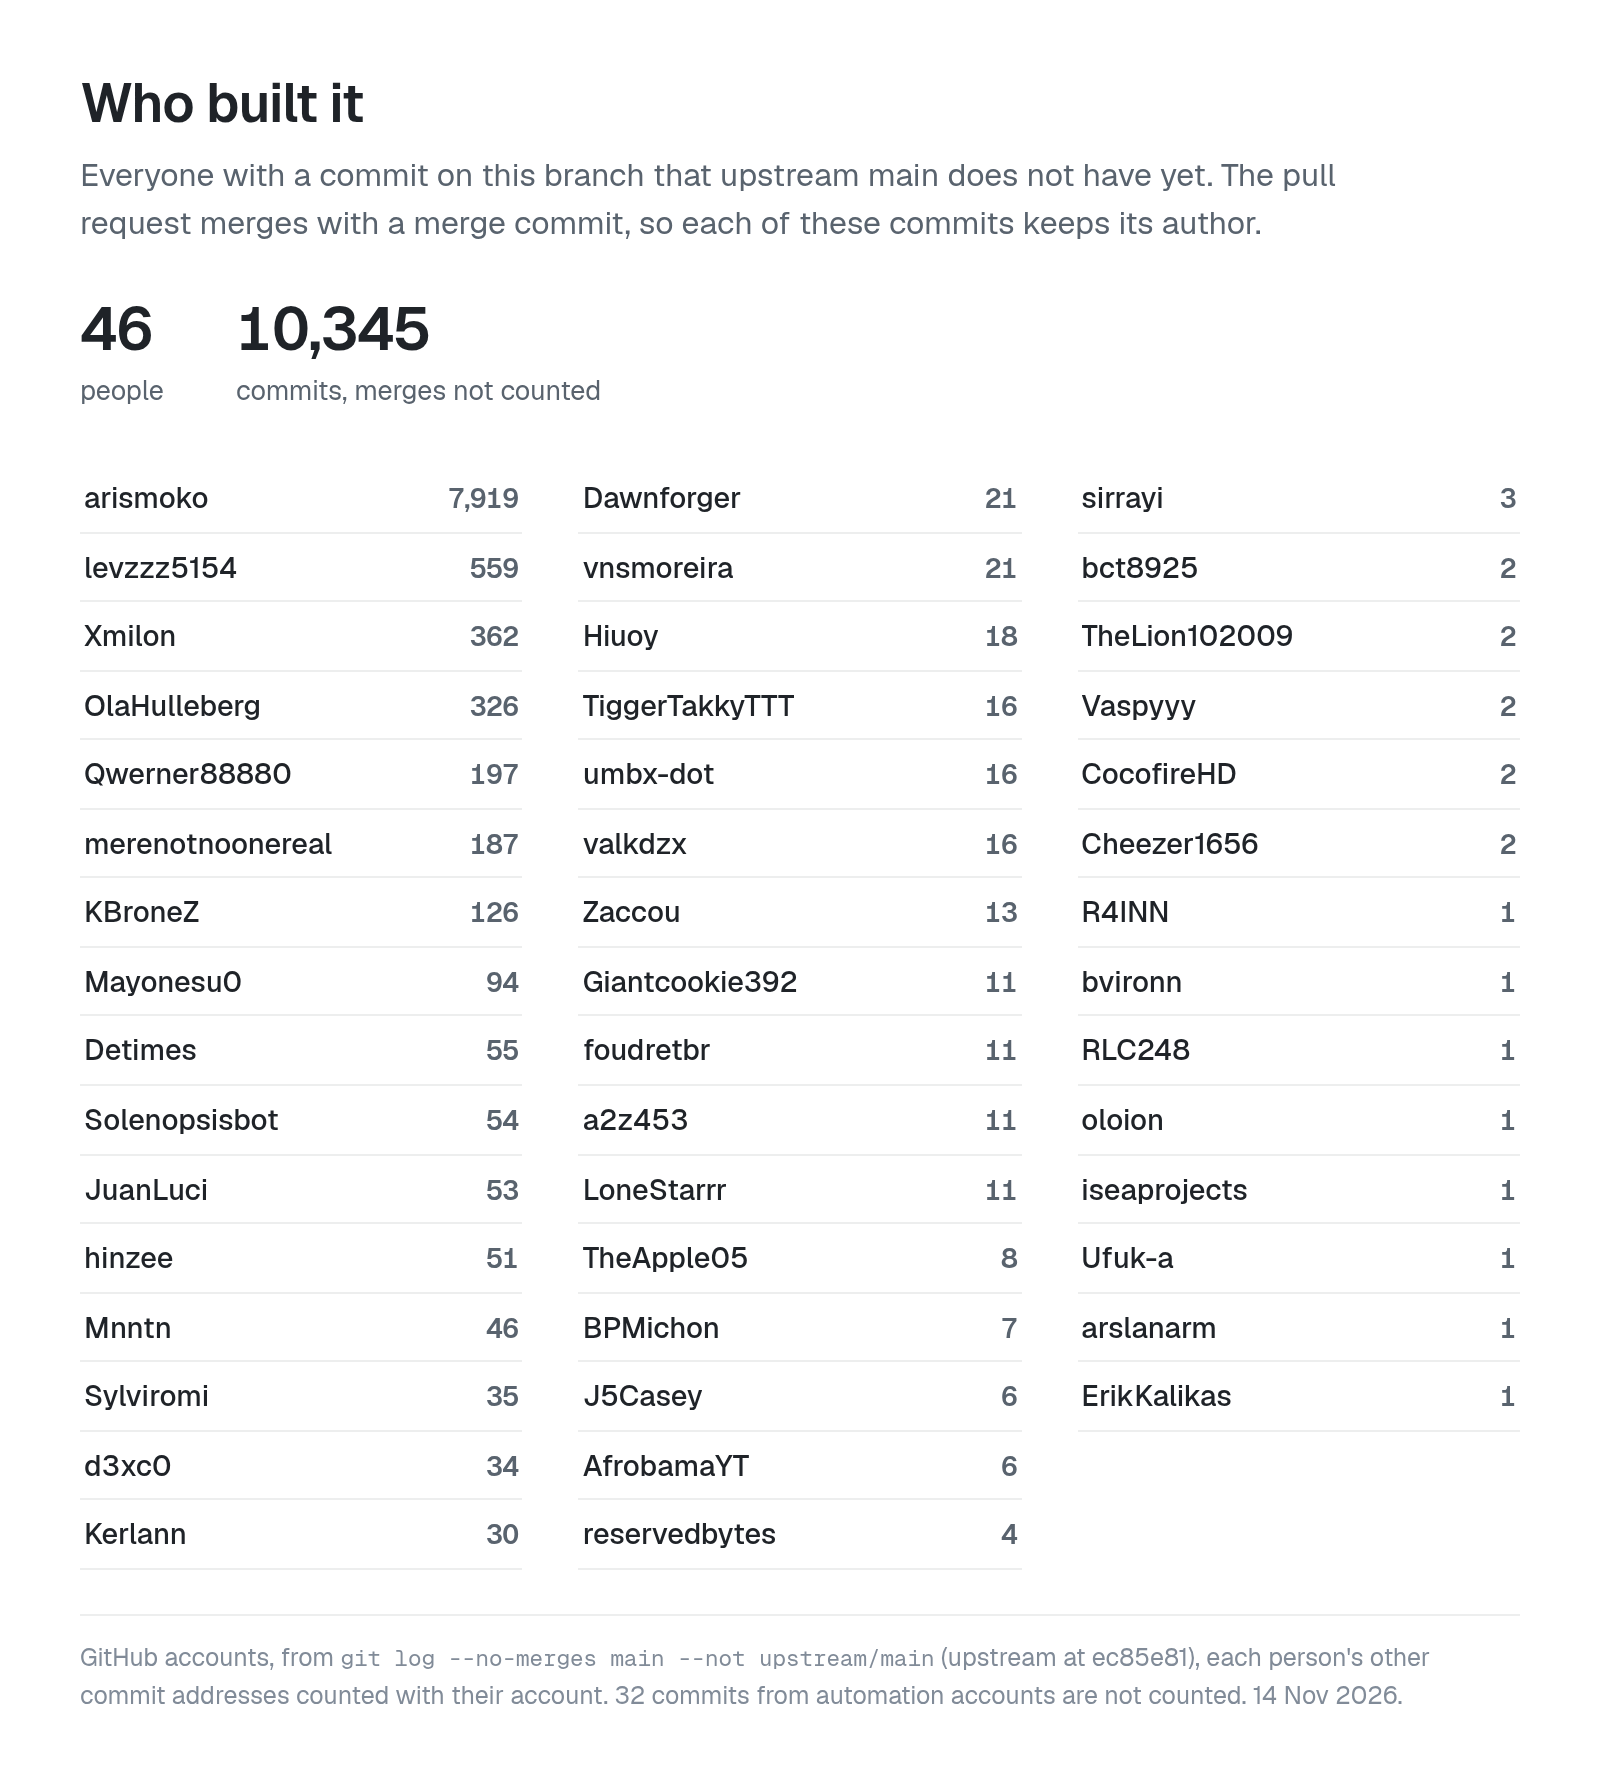 Who built it
Everyone with a commit on this branch that upstream main does not have yet. The pull
request merges with a merge commit, so each of these commits keeps its author.
46 10,345
people commits, merges not counted
arismoko 7,919
levzzz5154 559
Xmilon 362
OlaHulleberg 326
Qwerner88880 197
merenotnoonereal 187
KBroneZ 126
Mayonesu0 94
Detimes 55
Solenopsisbot 54
JuanLuci 53
hinzee 51
Mnntn 46
Sylviromi 35
d3xc0 34
Kerlann 30
Dawnforger 21
vnsmoreira 21
Hiuoy 18
TiggerTakkyTTT 16
umbx-dot 16
valkdzx 16
Zaccou 13
Giantcookie392 11
foudretbr 11
a2z453 11
LoneStarrr 11
TheApple05 8
BPMichon 7
J5Casey 6
AfrobamaYT 6
reservedbytes 4
sirrayi 3
bct8925 2
TheLion102009 2
Vaspyyy 2
CocofireHD 2
Cheezer1656 2
R4INN 1
bvironn 1
RLC248 1
oloion 1
iseaprojects 1
Ufuk-a 1
arslanarm 1
ErikKalikas 1
GitHub accounts, from git log --no-merges main --not upstream/main (upstream at ec85e81), each person's other
commit addresses counted with their account. 32 commits from automation accounts are not counted. 14 Nov 2026.